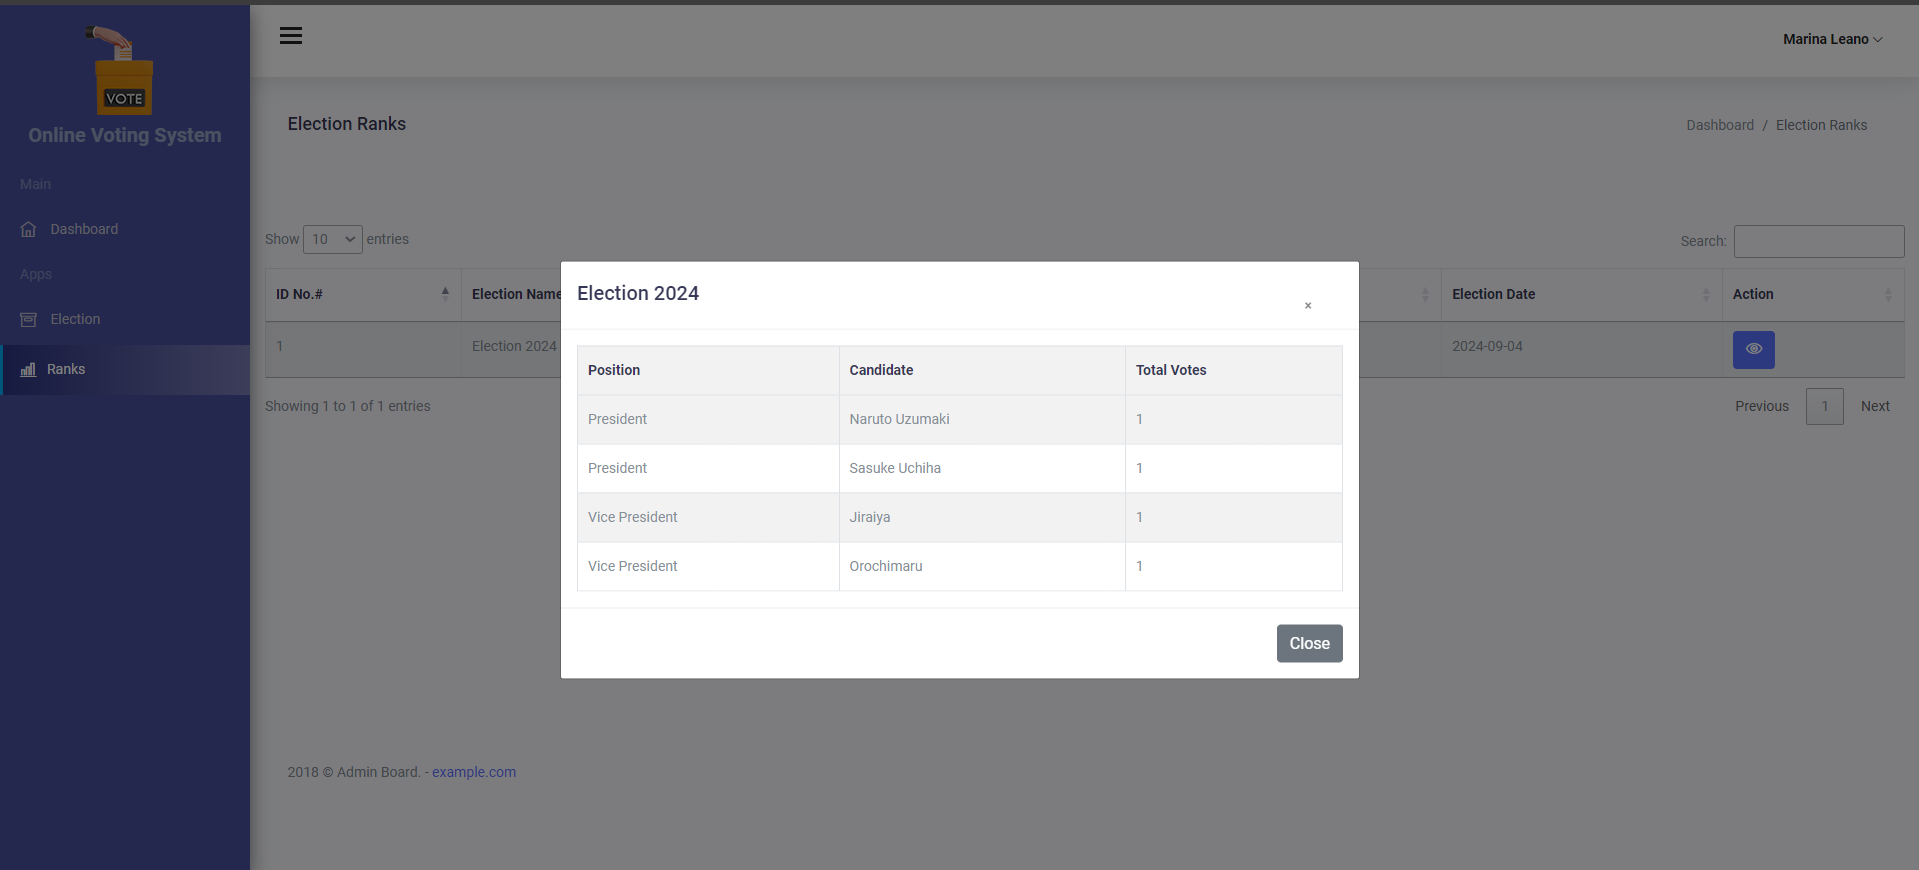 VOTE
Online Voting System
Main
Dashboard
Apps
Election
Ranks
Marina Leano
Election Ranks
Dashboard / Election Ranks
Show 10 entries
Search:
ID No.# Election Name Election Date Action
1 Election 2024 2024-09-04
Showing 1 to 1 of 1 entries
Previous 1 Next
Election 2024
×
Position Candidate Total Votes
President Naruto Uzumaki 1
President Sasuke Uchiha 1
Vice President Jiraiya 1
Vice President Orochimaru 1
Close
2018 © Admin Board. - example.com